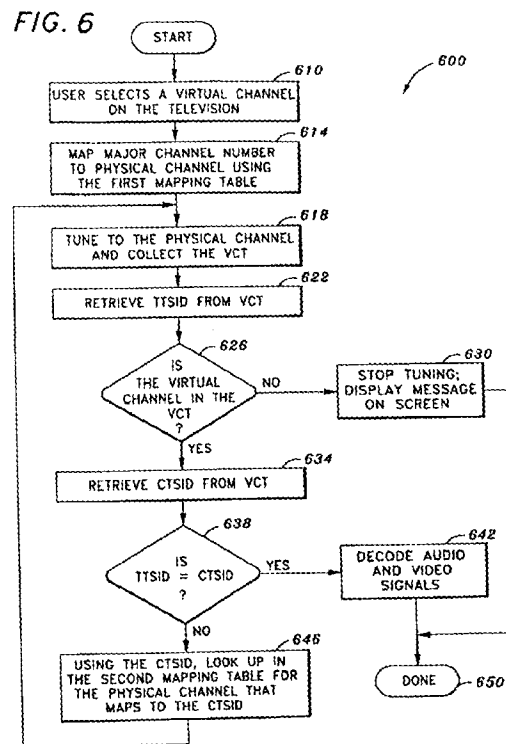 FIG. 6
START
600
610
USER SELECTS A VIRTUAL CHANNEL
ON THE TELEVISION
614
MAP MAJOR CHANNEL NUMBER
TO PHYSICAL CHANNEL USING
THE FIRST MAPPING TABLE
618
TUNE TO THE PHYSICAL CHANNEL
AND COLLECT THE VCT
622
RETRIEVE TTSID FROM VCT
626
IS
THE VIRTUAL
CHANNEL IN THE
VCT
?
NO
YES
630
STOP TUNING;
DISPLAY MESSAGE
ON SCREEN
634
RETRIEVE CTSID FROM VCT
638
IS
TTSID = CTSID
?
YES
NO
642
DECODE AUDIO
AND VIDEO
SIGNALS
646
USING THE CTSID, LOOK UP IN
THE SECOND MAPPING TABLE FOR
THE PHYSICAL CHANNEL THAT
MAPS TO THE CTSID
DONE
650